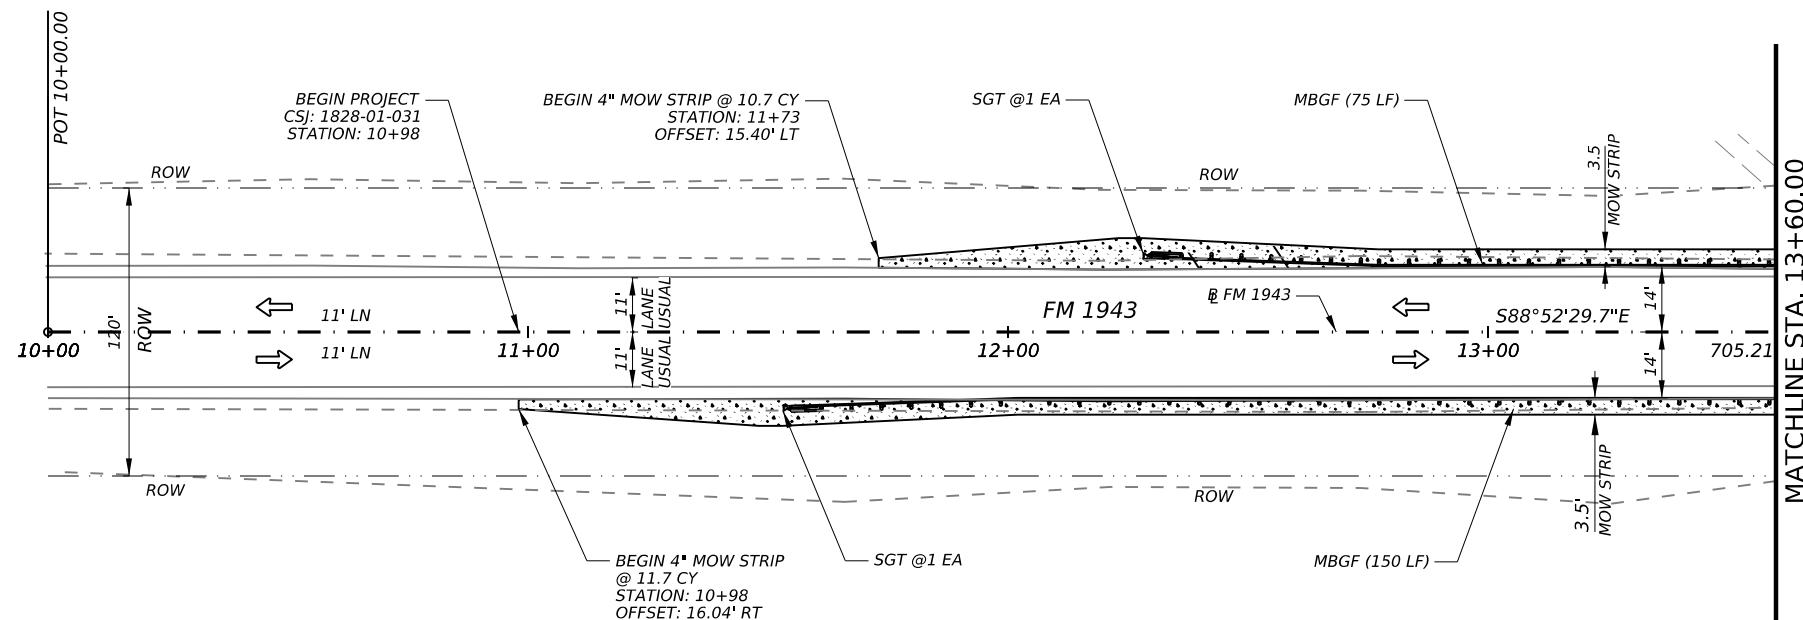 POT 10+00.00
BEGIN PROJECT
CSJ: 1828-01-031
STATION: 10+98
BEGIN 4" MOW STRIP @ 10.7 CY
STATION: 11+73
OFFSET: 15.40' LT
SGT @1 EA
MBGF (75 LF)
3.5
MOW STRIP
ROW
ROW
120'
ROW
11' LN
11' LN
11'
LANE
USUAL
11'
LANE
USUAL
FM 1943
℄ FM 1943
S88°52'29.7"E
14'
14'
10+00
11+00
12+00
13+00
705.21
MATCHLINE STA. 13+60.00
ROW
ROW
3.5'
MOW STRIP
BEGIN 4" MOW STRIP
@ 11.7 CY
STATION: 10+98
OFFSET: 16.04' RT
SGT @1 EA
MBGF (150 LF)